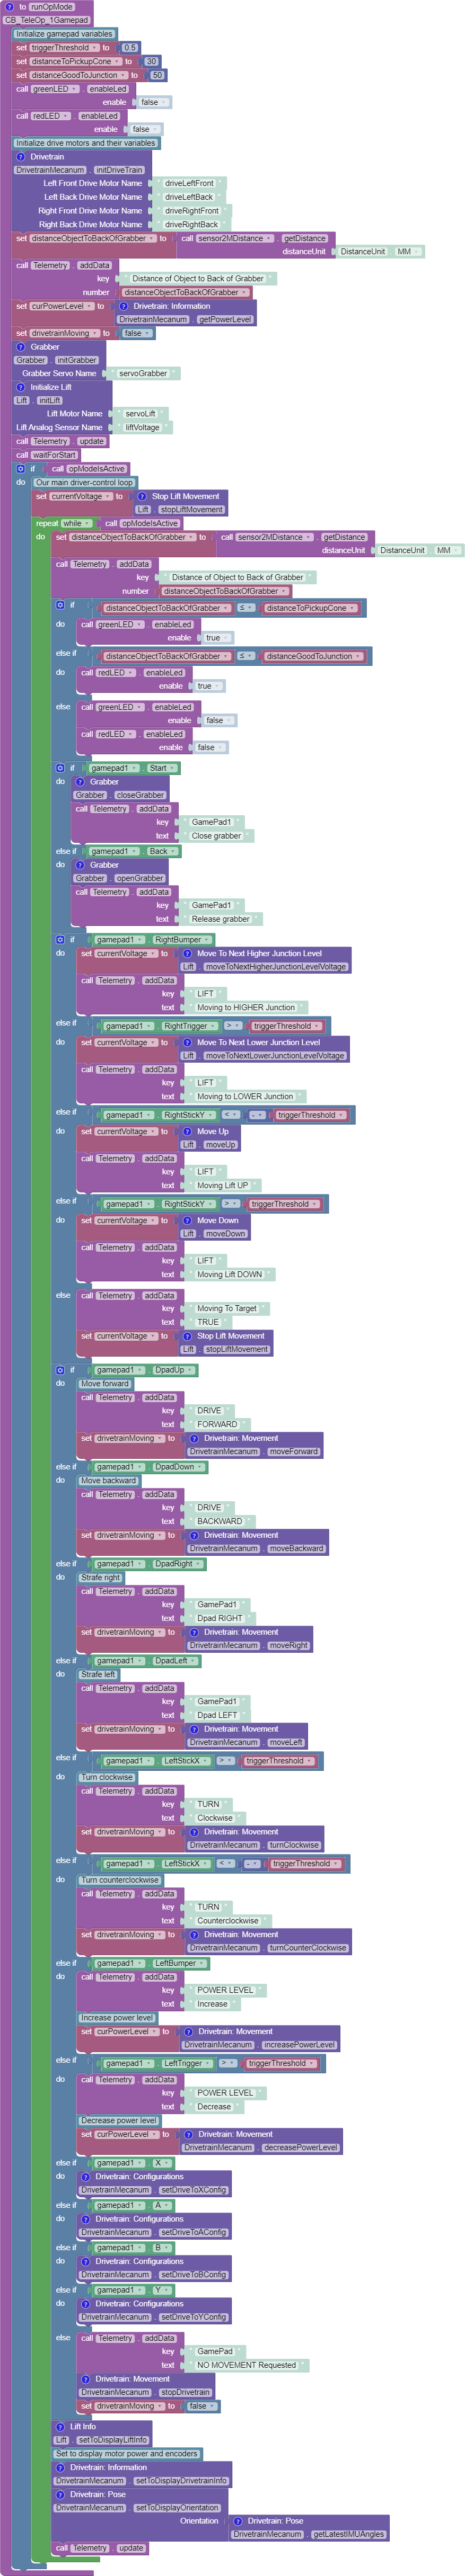 to runOpMode
CB_TeleOp_1Gamepad
Initialize gamepad variables
set triggerThreshold to 0.5
set distanceToPickupCone to 30
set distanceGoodToJunction to 50
call greenLED . enableLed
enable false
call redLED . enableLed
enable false
Initialize drive motors and their variables
Drivetrain
DrivetrainMecanum . initDriveTrain
Left Front Drive Motor Name " driveLeftFront "
Left Back Drive Motor Name " driveLeftBack "
Right Front Drive Motor Name " driveRightFront "
Right Back Drive Motor Name " driveRightBack "
set distanceObjectToBackOfGrabber to call sensor2MDistance . getDistance
distanceUnit DistanceUnit . MM
call Telemetry . addData
key " Distance of Object to Back of Grabber "
number distanceObjectToBackOfGrabber
set curPowerLevel to Drivetrain: Information
DrivetrainMecanum . getPowerLevel
set drivetrainMoving to false
Grabber
Grabber . initGrabber
Grabber Servo Name " servoGrabber "
Initialize Lift
Lift . initLift
Lift Motor Name " servoLift "
Lift Analog Sensor Name " liftVoltage "
call Telemetry . update
call waitForStart
if call opModeIsActive
do Our main driver-control loop
set currentVoltage to Stop Lift Movement
Lift . stopLiftMovement
repeat while call opModeIsActive
do set distanceObjectToBackOfGrabber to call sensor2MDistance . getDistance
distanceUnit DistanceUnit . MM
call Telemetry . addData
key " Distance of Object to Back of Grabber "
number distanceObjectToBackOfGrabber
if distanceObjectToBackOfGrabber ≤ distanceToPickupCone
do call greenLED . enableLed
enable true
else if distanceObjectToBackOfGrabber ≤ distanceGoodToJunction
do call redLED . enableLed
enable true
else call greenLED . enableLed
enable false
call redLED . enableLed
enable false
if gamepad1 . Start
do Grabber
Grabber . closeGrabber
call Telemetry . addData
key " GamePad1 "
text " Close grabber "
else if gamepad1 . Back
do Grabber
Grabber . openGrabber
call Telemetry . addData
key " GamePad1 "
text " Release grabber "
if gamepad1 . RightBumper
do set currentVoltage to Move To Next Higher Junction Level
Lift . moveToNextHigherJunctionLevelVoltage
call Telemetry . addData
key " LIFT "
text " Moving to HIGHER Junction "
else if gamepad1 . RightTrigger > triggerThreshold
do set currentVoltage to Move To Next Lower Junction Level
Lift . moveToNextLowerJunctionLevelVoltage
call Telemetry . addData
key " LIFT "
text " Moving to LOWER Junction "
else if gamepad1 . RightStickY < - triggerThreshold
do set currentVoltage to Move Up
Lift . moveUp
call Telemetry . addData
key " LIFT "
text " Moving Lift UP "
else if gamepad1 . RightStickY > triggerThreshold
do set currentVoltage to Move Down
Lift . moveDown
call Telemetry . addData
key " LIFT "
text " Moving Lift DOWN "
else call Telemetry . addData
key " Moving To Target "
text " TRUE "
set currentVoltage to Stop Lift Movement
Lift . stopLiftMovement
if gamepad1 . DpadUp
do Move forward
call Telemetry . addData
key " DRIVE "
text " FORWARD "
set drivetrainMoving to Drivetrain: Movement
DrivetrainMecanum . moveForward
else if gamepad1 . DpadDown
do Move backward
call Telemetry . addData
key " DRIVE "
text " BACKWARD "
set drivetrainMoving to Drivetrain: Movement
DrivetrainMecanum . moveBackward
else if gamepad1 . DpadRight
do Strafe right
call Telemetry . addData
key " GamePad1 "
text " Dpad RIGHT "
set drivetrainMoving to Drivetrain: Movement
DrivetrainMecanum . moveRight
else if gamepad1 . DpadLeft
do Strafe left
call Telemetry . addData
key " GamePad1 "
text " Dpad LEFT "
set drivetrainMoving to Drivetrain: Movement
DrivetrainMecanum . moveLeft
else if gamepad1 . LeftStickX > triggerThreshold
do Turn clockwise
call Telemetry . addData
key " TURN "
text " Clockwise "
set drivetrainMoving to Drivetrain: Movement
DrivetrainMecanum . turnClockwise
else if gamepad1 . LeftStickX < - triggerThreshold
do Turn counterclockwise
call Telemetry . addData
key " TURN "
text " Counterclockwise "
set drivetrainMoving to Drivetrain: Movement
DrivetrainMecanum . turnCounterClockwise
else if gamepad1 . LeftBumper
do call Telemetry . addData
key " POWER LEVEL "
text " Increase "
Increase power level
set curPowerLevel to Drivetrain: Movement
DrivetrainMecanum . increasePowerLevel
else if gamepad1 . LeftTrigger > triggerThreshold
do call Telemetry . addData
key " POWER LEVEL "
text " Decrease "
Decrease power level
set curPowerLevel to Drivetrain: Movement
DrivetrainMecanum . decreasePowerLevel
else if gamepad1 . X
do Drivetrain: Configurations
DrivetrainMecanum . setDriveToXConfig
else if gamepad1 . A
do Drivetrain: Configurations
DrivetrainMecanum . setDriveToAConfig
else if gamepad1 . B
do Drivetrain: Configurations
DrivetrainMecanum . setDriveToBConfig
else if gamepad1 . Y
do Drivetrain: Configurations
DrivetrainMecanum . setDriveToYConfig
else call Telemetry . addData
key " GamePad "
text " NO MOVEMENT Requested "
Drivetrain: Movement
DrivetrainMecanum . stopDrivetrain
set drivetrainMoving to false
Lift Info
Lift . setToDisplayLiftInfo
Set to display motor power and encoders
Drivetrain: Information
DrivetrainMecanum . setToDisplayDrivetrainInfo
Drivetrain: Pose
DrivetrainMecanum . setToDisplayOrientation
Orientation Drivetrain: Pose
DrivetrainMecanum . getLatestIMUAngles
call Telemetry . update